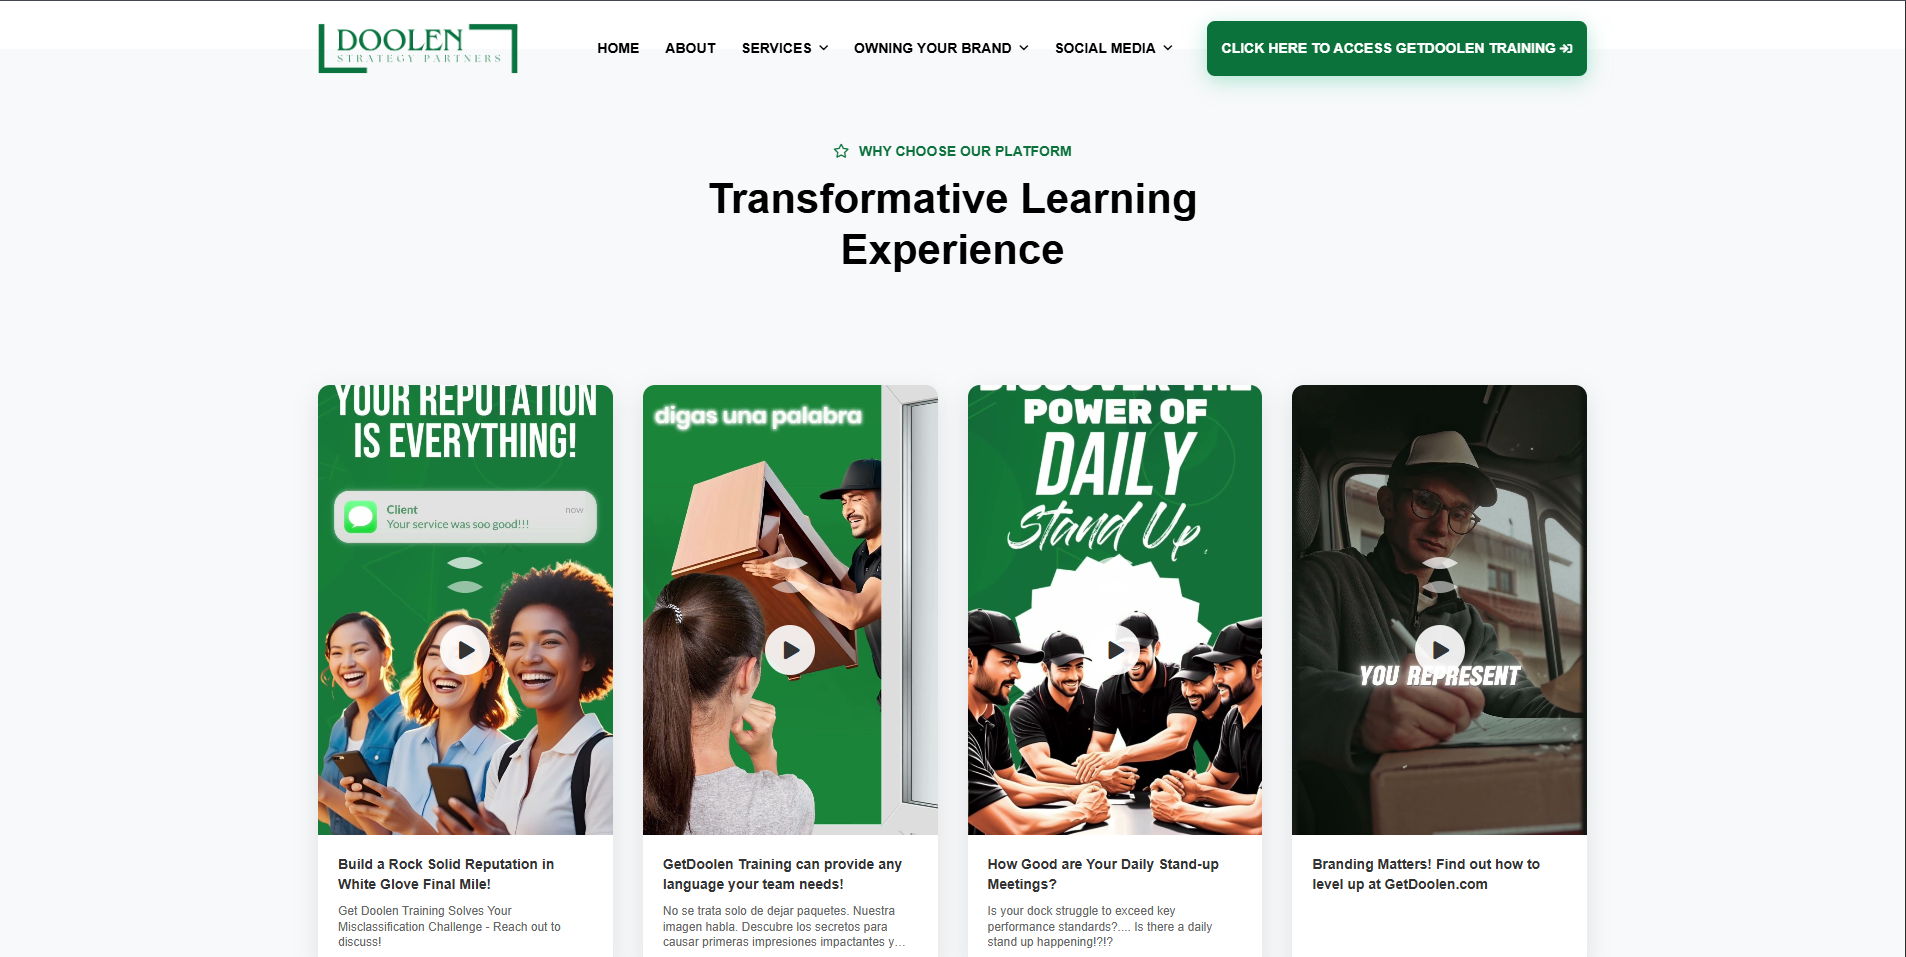 DOOLEN
STRATEGY PARTNERS
HOME
ABOUT
SERVICES
OWNING YOUR BRAND
SOCIAL MEDIA
CLICK HERE TO ACCESS GETDOOLEN TRAINING
WHY CHOOSE OUR PLATFORM
Transformative Learning
Experience
YOUR REPUTATION
IS EVERYTHING!
Client
now
Your service was soo good!!!
Build a Rock Solid Reputation in
White Glove Final Mile!
Get Doolen Training Solves Your
Misclassification Challenge - Reach out to
discuss!
digas una palabra
GetDoolen Training can provide any
language your team needs!
No se trata solo de dejar paquetes. Nuestra
imagen habla. Descubre los secretos para
causar primeras impresiones impactantes y…
DISCOVER THE
POWER OF
DAILY
Stand Up.
How Good are Your Daily Stand-up
Meetings?
Is your dock struggle to exceed key
performance standards?.... Is there a daily
stand up happening!?!?
YOU REPRESENT
Branding Matters! Find out how to
level up at GetDoolen.com